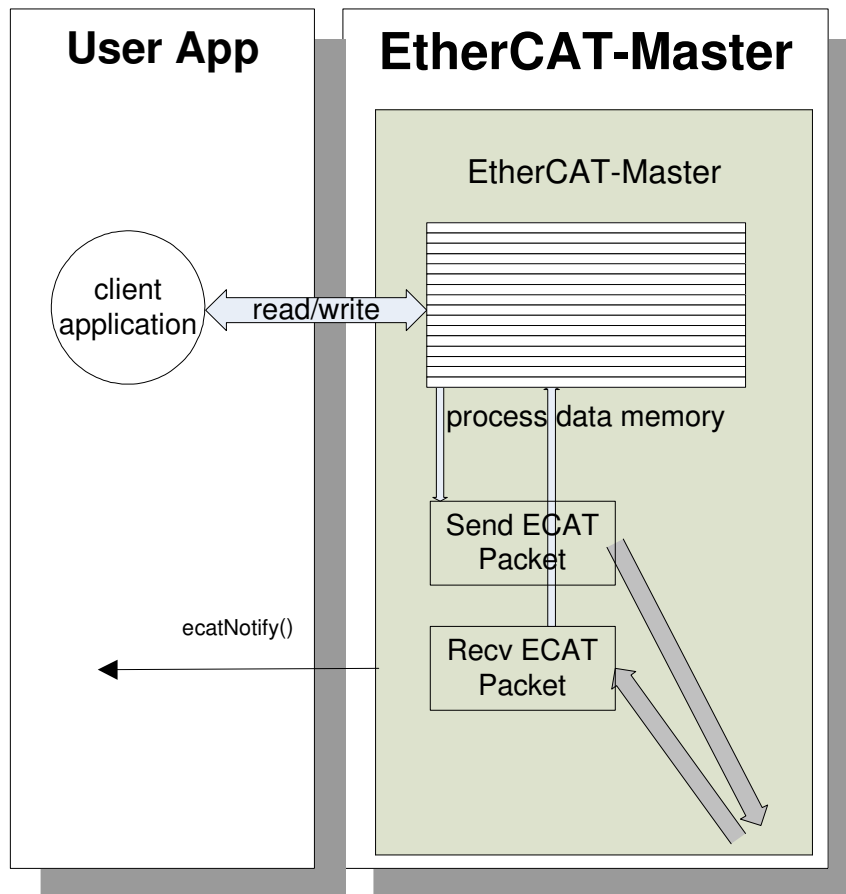 User App
EtherCAT-Master
EtherCAT-Master
client
application
read/write
process data memory
Send ECAT
Packet
ecatNotify()
Recv ECAT
Packet